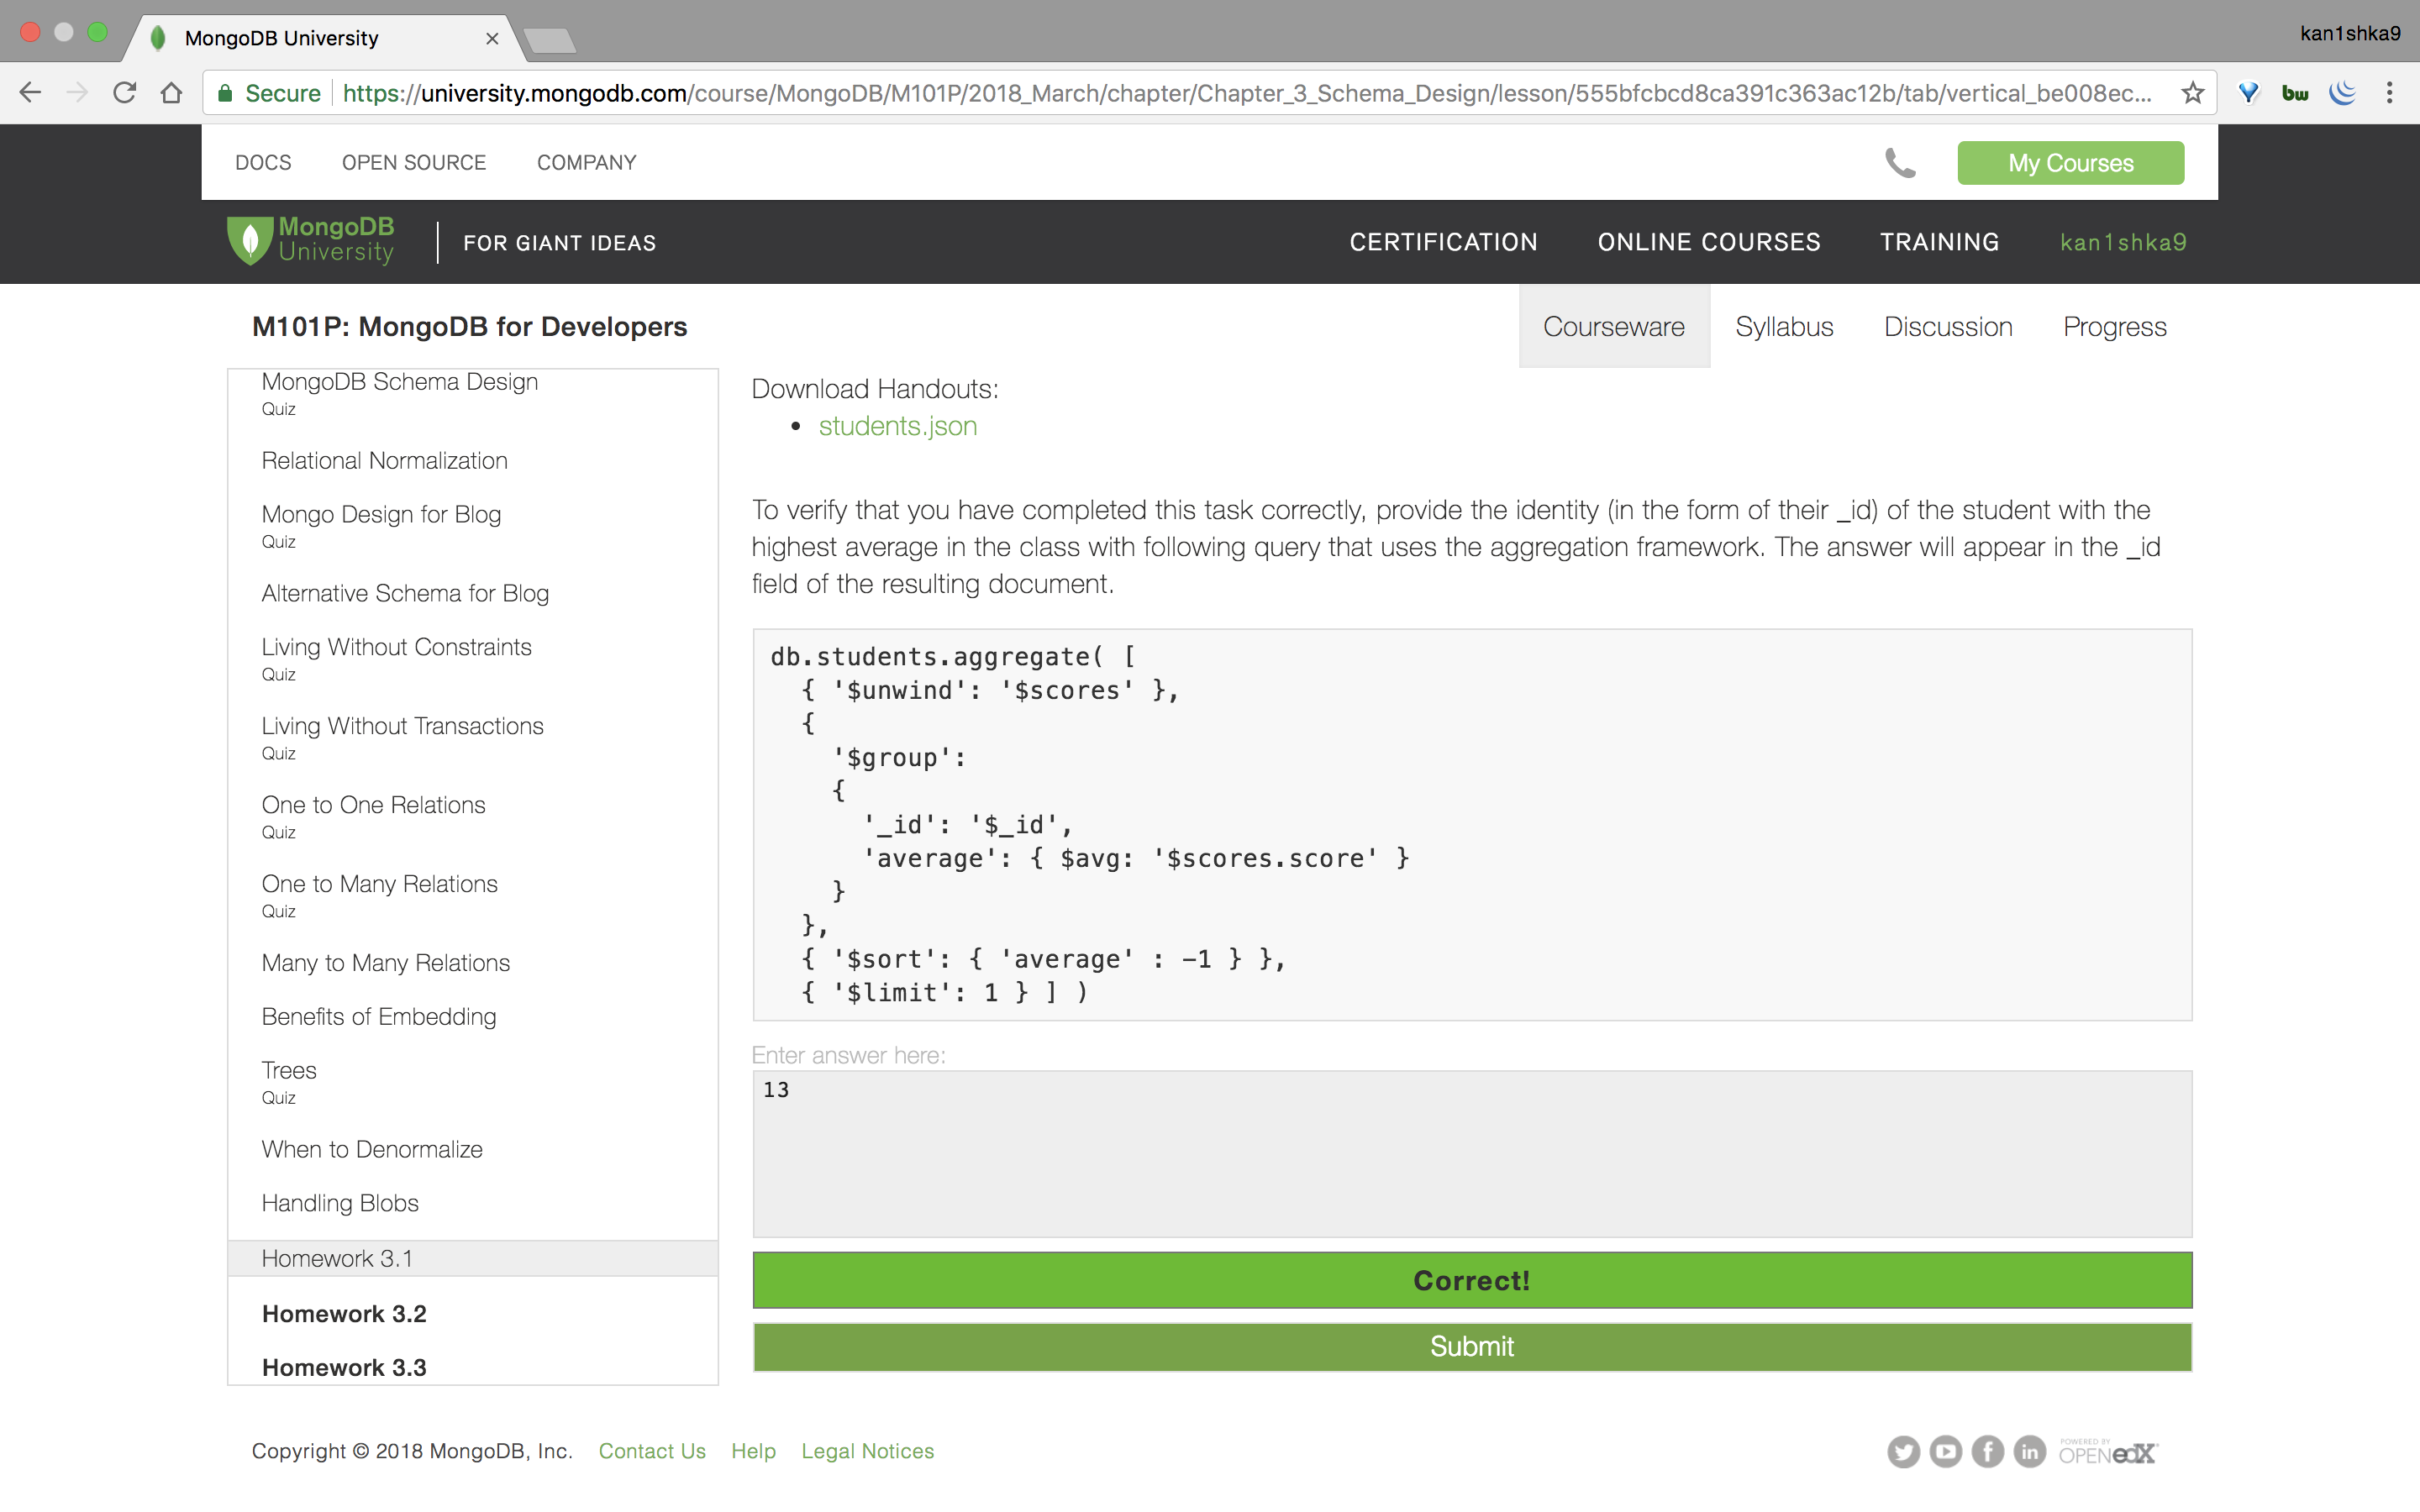 MongoDB University
kan1shka9
Secure https://university.mongodb.com/course/MongoDB/M101P/2018_March/chapter/Chapter_3_Schema_Design/lesson/555bfcbcd8ca391c363ac12b/tab/vertical_be008ec...
bw
DOCS OPEN SOURCE COMPANY
My Courses
MongoDB University FOR GIANT IDEAS
CERTIFICATION ONLINE COURSES TRAINING kan1shka9
M101P: MongoDB for Developers
Courseware Syllabus Discussion Progress
MongoDB Schema Design
Quiz
Relational Normalization
Mongo Design for Blog
Quiz
Alternative Schema for Blog
Living Without Constraints
Quiz
Living Without Transactions
Quiz
One to One Relations
Quiz
One to Many Relations
Quiz
Many to Many Relations
Benefits of Embedding
Trees
Quiz
When to Denormalize
Handling Blobs
Homework 3.1
Homework 3.2
Homework 3.3
Download Handouts:
• students.json
To verify that you have completed this task correctly, provide the identity (in the form of their _id) of the student with the
highest average in the class with following query that uses the aggregation framework. The answer will appear in the _id
field of the resulting document.
db.students.aggregate( [
  { '$unwind': '$scores' },
  {
    '$group':
    {
      '_id': '$_id',
      'average': { $avg: '$scores.score' }
    }
  },
  { '$sort': { 'average' : -1 } },
  { '$limit': 1 } ] )
Enter answer here:
13
Correct!
Submit
Copyright © 2018 MongoDB, Inc. Contact Us Help Legal Notices
POWERED BY
OPEN edX